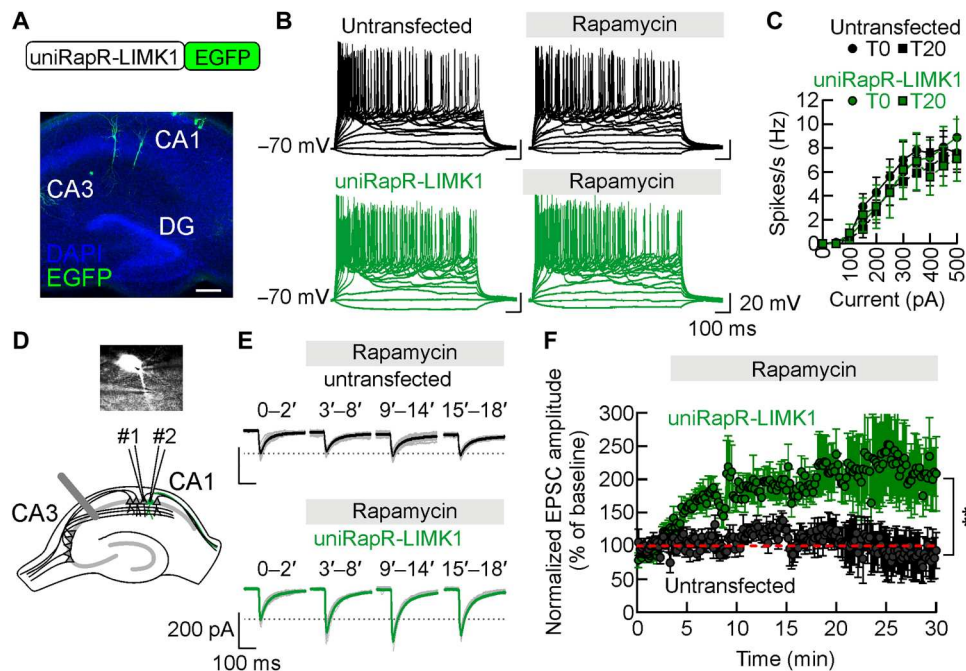 A
uniRapR-LIMK1 EGFP
CA1
CA3
DG
DAPI
EGFP
B
Untransfected
Rapamycin
−70 mV
uniRapR-LIMK1
Rapamycin
−70 mV
20 mV
100 ms
C
Untransfected
T0 T20
uniRapR-LIMK1
T0 T20
12
10
8
6
4
2
0
Spikes/s (Hz)
0 100 200 300 400 500
Current (pA)
D
#1 #2
CA1
CA3
E
Rapamycin
untransfected
0–2′ 3′–8′ 9′–14′ 15′–18′
Rapamycin
uniRapR-LIMK1
0–2′ 3′–8′ 9′–14′ 15′–18′
200 pA
100 ms
F
Rapamycin
uniRapR-LIMK1
Normalized EPSC amplitude
(% of baseline)
300
250
200
150
100
50
0
**
Untransfected
0 5 10 15 20 25 30
Time (min)